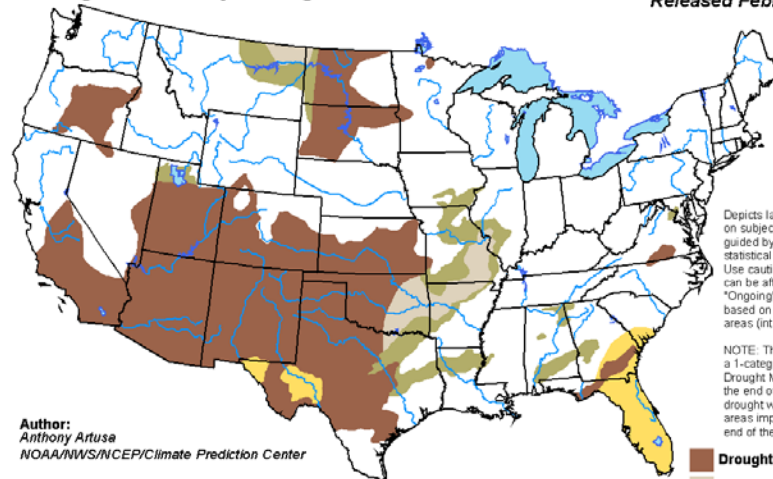 Released Feb
Depicts la
on subjec
guided by
statistical
Use cauti
can be aft
"Ongoing
based on
areas (int
NOTE: Th
a 1-categ
Drought M
the end o
drought w
areas imp
end of the
Author:
Anthony Artusa
NOAA/NWS/NCEP/Climate Prediction Center
Drought